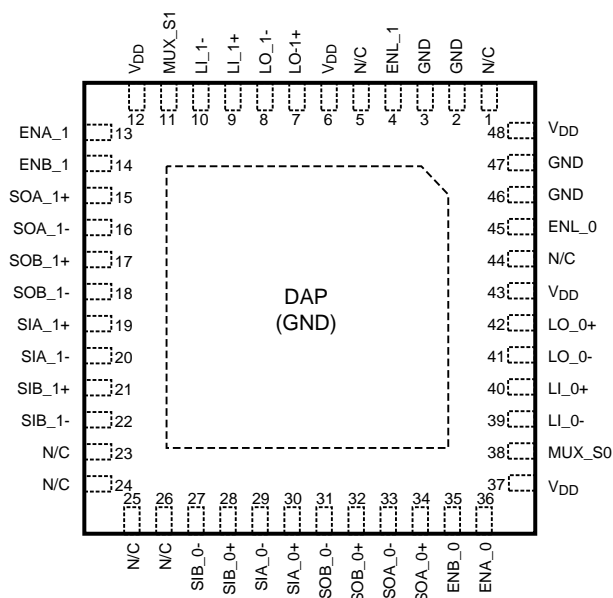 VDD
MUX_S1
LI_1-
LI_1+
LO_1-
LO-1+
VDD
N/C
ENL_1
GND
GND
N/C
12 11 10 9 8 7 6 5 4 3 2 1
ENA_1 13
ENB_1 14
SOA_1+ 15
SOA_1- 16
SOB_1+ 17
SOB_1- 18
SIA_1+ 19
SIA_1- 20
SIB_1+ 21
SIB_1- 22
N/C 23
N/C 24
DAP
(GND)
48 VDD
47 GND
46 GND
45 ENL_0
44 N/C
43 VDD
42 LO_0+
41 LO_0-
40 LI_0+
39 LI_0-
38 MUX_S0
37 VDD
25 26 27 28 29 30 31 32 33 34 35 36
N/C
N/C
SIB_0-
SIB_0+
SIA_0-
SIA_0+
SOB_0-
SOB_0+
SOA_0-
SOA_0+
ENB_0
ENA_0